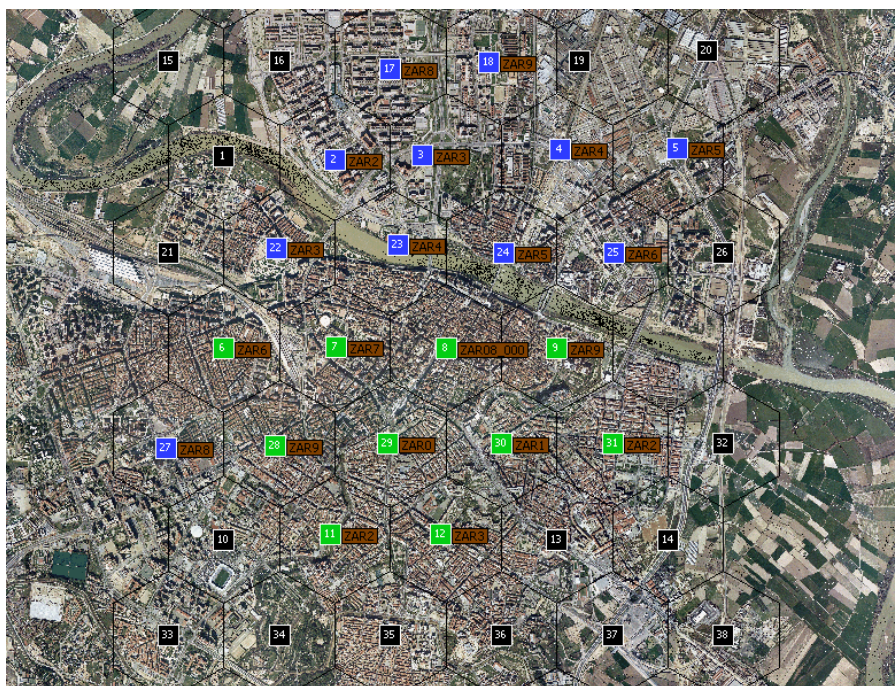 15 16 17 ZAR8 18 ZAR9 19 20
1 2 ZAR2 3 ZAR3 4 ZAR4 5 ZAR5
21 22 ZAR3 23 ZAR4 24 ZAR5 25 ZAR6 26
6 ZAR6 7 ZAR7 8 ZAR08_000 9 ZAR9
27 ZAR8 28 ZAR9 29 ZAR0 30 ZAR1 31 ZAR2 32
10 11 ZAR2 12 ZAR3 13 14
33 34 35 36 37 38